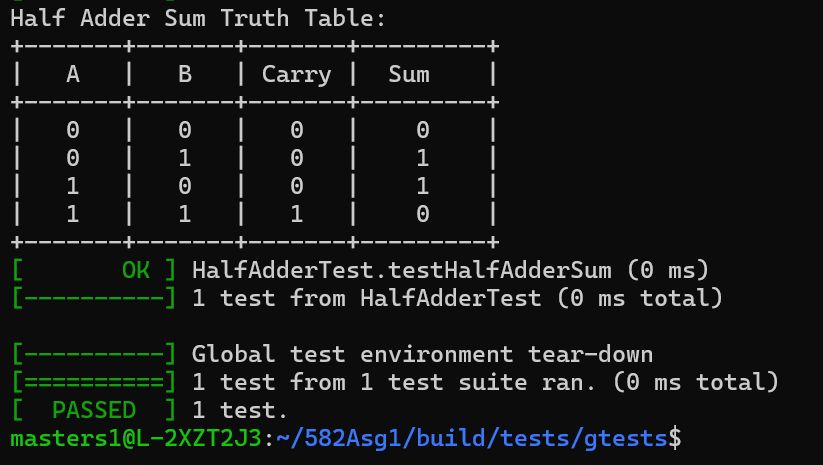 Half Adder Sum Truth Table:
+-------+-------+-------+---------+
|   A   |   B   | Carry |  Sum    |
+-------+-------+-------+---------+
|   0   |   0   |   0   |    0    |
|   0   |   1   |   0   |    1    |
|   1   |   0   |   0   |    1    |
|   1   |   1   |   1   |    0    |
+-------+-------+-------+---------+
[       OK ] HalfAdderTest.testHalfAdderSum (0 ms)
[----------] 1 test from HalfAdderTest (0 ms total)

[----------] Global test environment tear-down
[==========] 1 test from 1 test suite ran. (0 ms total)
[  PASSED  ] 1 test.
masters1@L-2XZT2J3:~/582Asg1/build/tests/gtests$